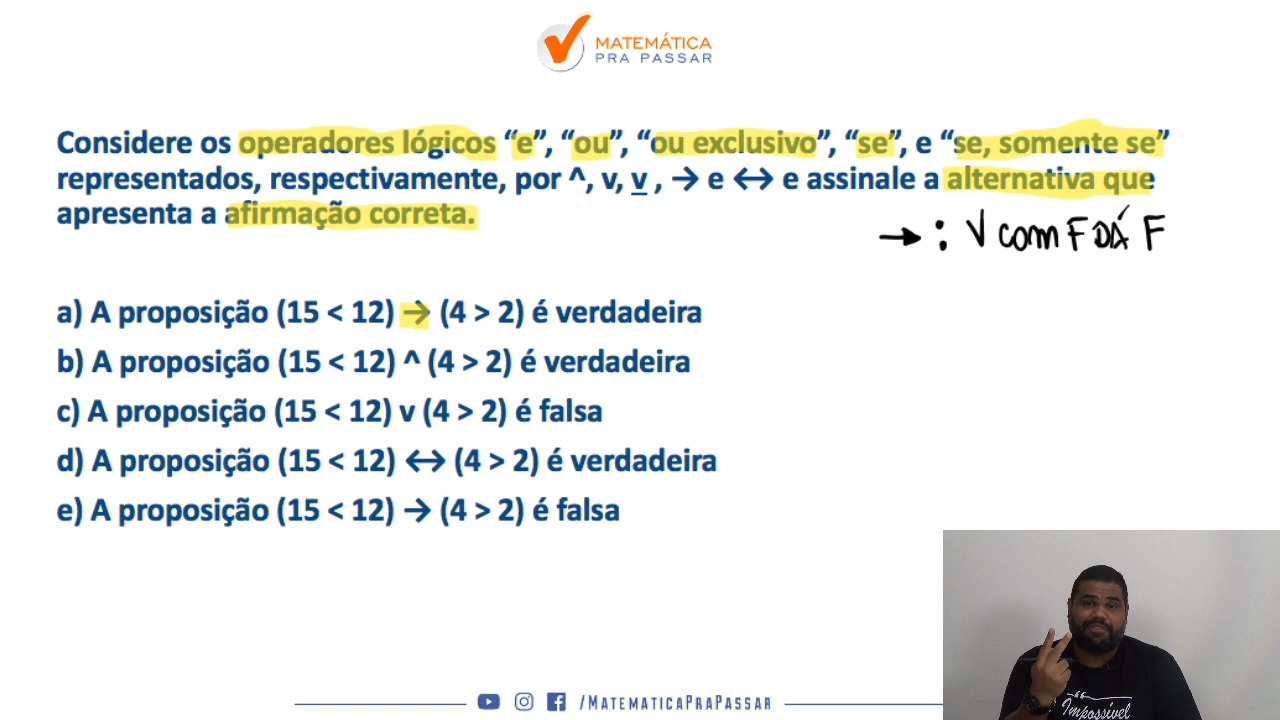 MATEMÁTICA
PRA PASSAR
Considere os operadores lógicos “e”, “ou”, “ou exclusivo”, “se”, e “se, somente se”
representados, respectivamente, por ^, v, v̲ , → e ↔ e assinale a alternativa que
apresenta a afirmação correta.
→ : V com F DÁ F
a) A proposição (15 < 12) → (4 > 2) é verdadeira
b) A proposição (15 < 12) ^ (4 > 2) é verdadeira
c) A proposição (15 < 12) v (4 > 2) é falsa
d) A proposição (15 < 12) ↔ (4 > 2) é verdadeira
e) A proposição (15 < 12) → (4 > 2) é falsa
“ Impossível
/MATEMATICAPRAPASSAR